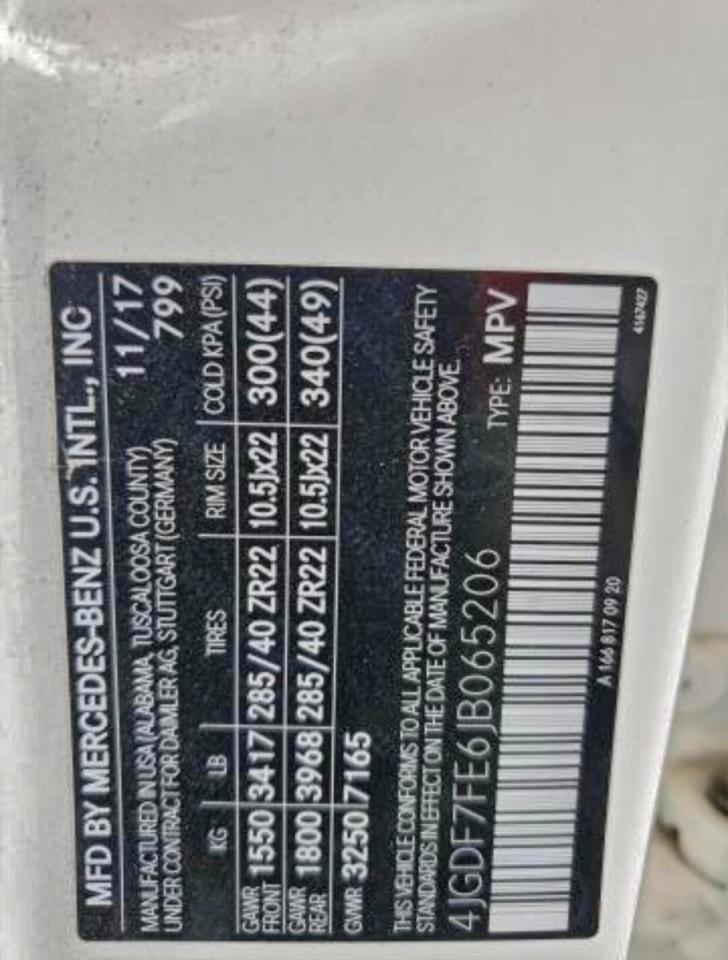 MFD BY MERCEDES-BENZ U.S. INTL., INC
MANUFACTURED IN USA (ALABAMA, TUSCALOOSA COUNTY) 11/17
UNDER CONTRACT FOR DAIMLER AG, STUTTGART (GERMANY) 799
KG LB TIRES RIM SIZE COLD KPA (PSI)
GAWR FRONT 1550 3417 285/40 ZR22 10.5Jx22 300(44)
GAWR REAR 1800 3968 285/40 ZR22 10.5Jx22 340(49)
GVWR 3250 7165
THIS VEHICLE CONFORMS TO ALL APPLICABLE FEDERAL MOTOR VEHICLE SAFETY
STANDARDS IN EFFECT ON THE DATE OF MANUFACTURE SHOWN ABOVE.
4JGDF7FE6JB065206 TYPE: MPV
A 166 817 09 20 4167427